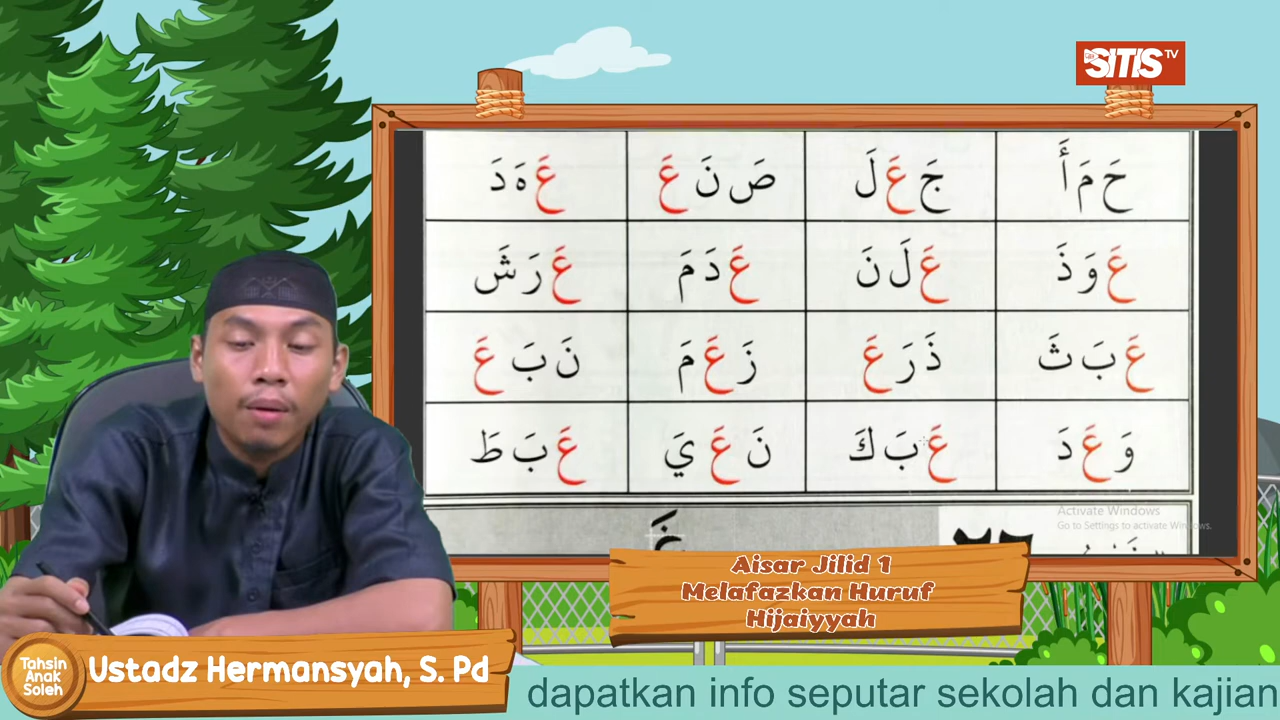 SITIS TV
حَ مَ أَ
جَ عَ لَ
صَ نَ عَ
عَ هَ دَ
عَ وَ ذَ
عَ لَ نَ
عَ دَ مَ
عَ رَ شَ
عَ بَ ثَ
ذَ رَ عَ
زَ عَ مَ
نَ بَ عَ
وَ عَ دَ
عَ بَ كَ
نَ عَ يَ
عَ بَ طَ
Activate Windows
Go to Settings to activate Windows.
Aisar Jilid 1
Melafazkan Huruf
Hijaiyyah
Tahsin
Anak
Soleh
Ustadz Hermansyah, S. Pd
dapatkan info seputar sekolah dan kajian